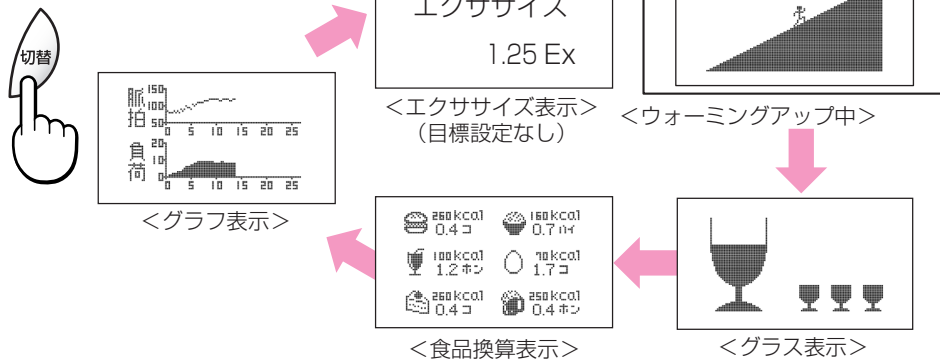 切替
エクササイズ
1.25 Ex
<エクササイズ表示>
(目標設定なし)
<ウォーミングアップ中>
脈拍
150
100
50
0 5 10 15 20 25
負荷
20
10
0
0 5 10 15 20 25
<グラフ表示>
260kcal
0.4コ
160kcal
0.7ハイ
100kcal
1.2ホン
70kcal
1.7コ
260kcal
0.4コ
250kcal
0.4ホン
<食品換算表示>
<グラス表示>